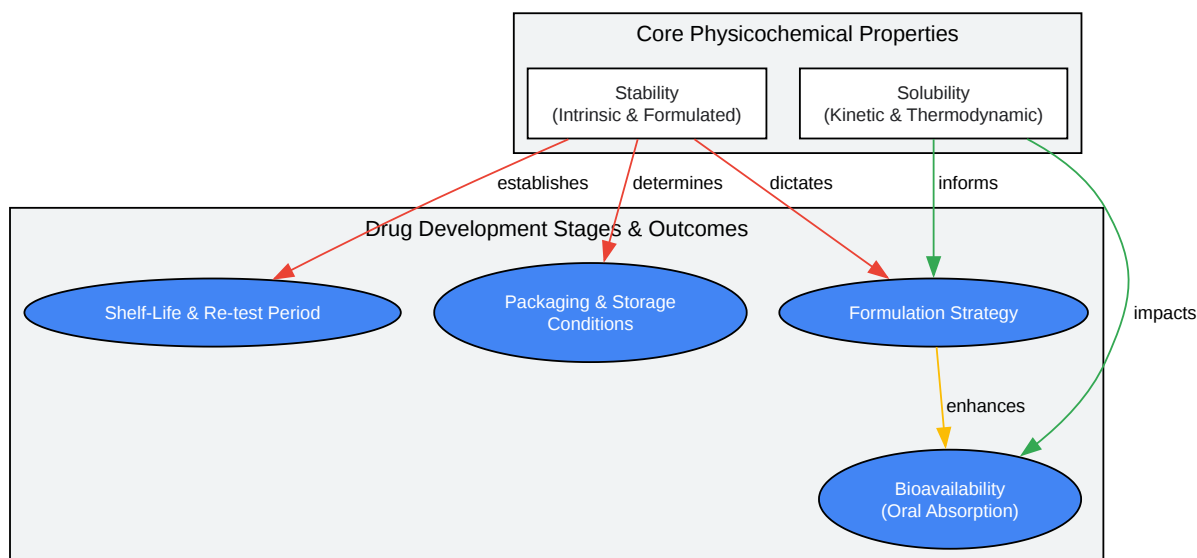 Core Physicochemical Properties
Stability
(Intrinsic & Formulated)
Solubility
(Kinetic & Thermodynamic)
establishes
determines
dictates
informs
Drug Development Stages & Outcomes
Shelf-Life & Re-test Period
Packaging & Storage
Conditions
Formulation Strategy
impacts
enhances
Bioavailability
(Oral Absorption)